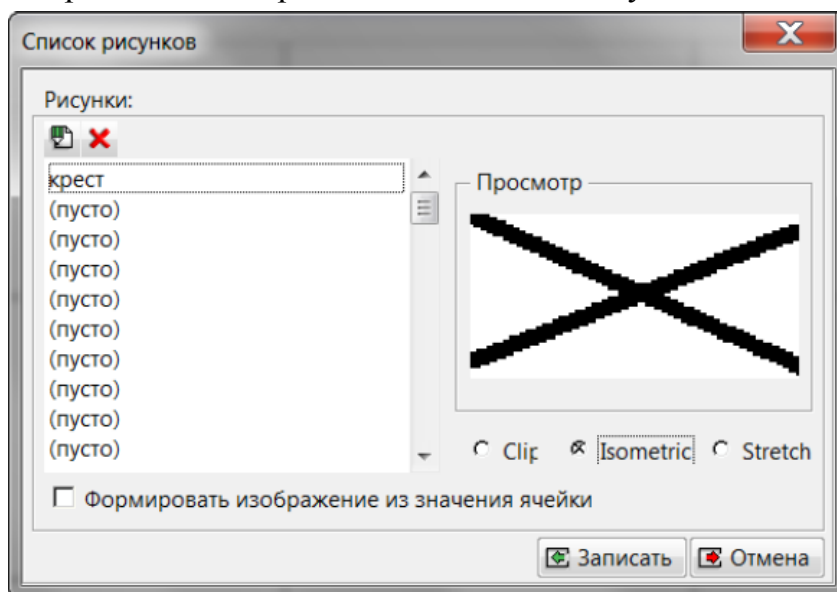 Список рисунков
Рисунки:
крест
(пусто)
(пусто)
(пусто)
(пусто)
(пусто)
(пусто)
(пусто)
(пусто)
(пусто)
Просмотр
Clip Isometric Stretch
Формировать изображение из значения ячейки
Записать Отмена